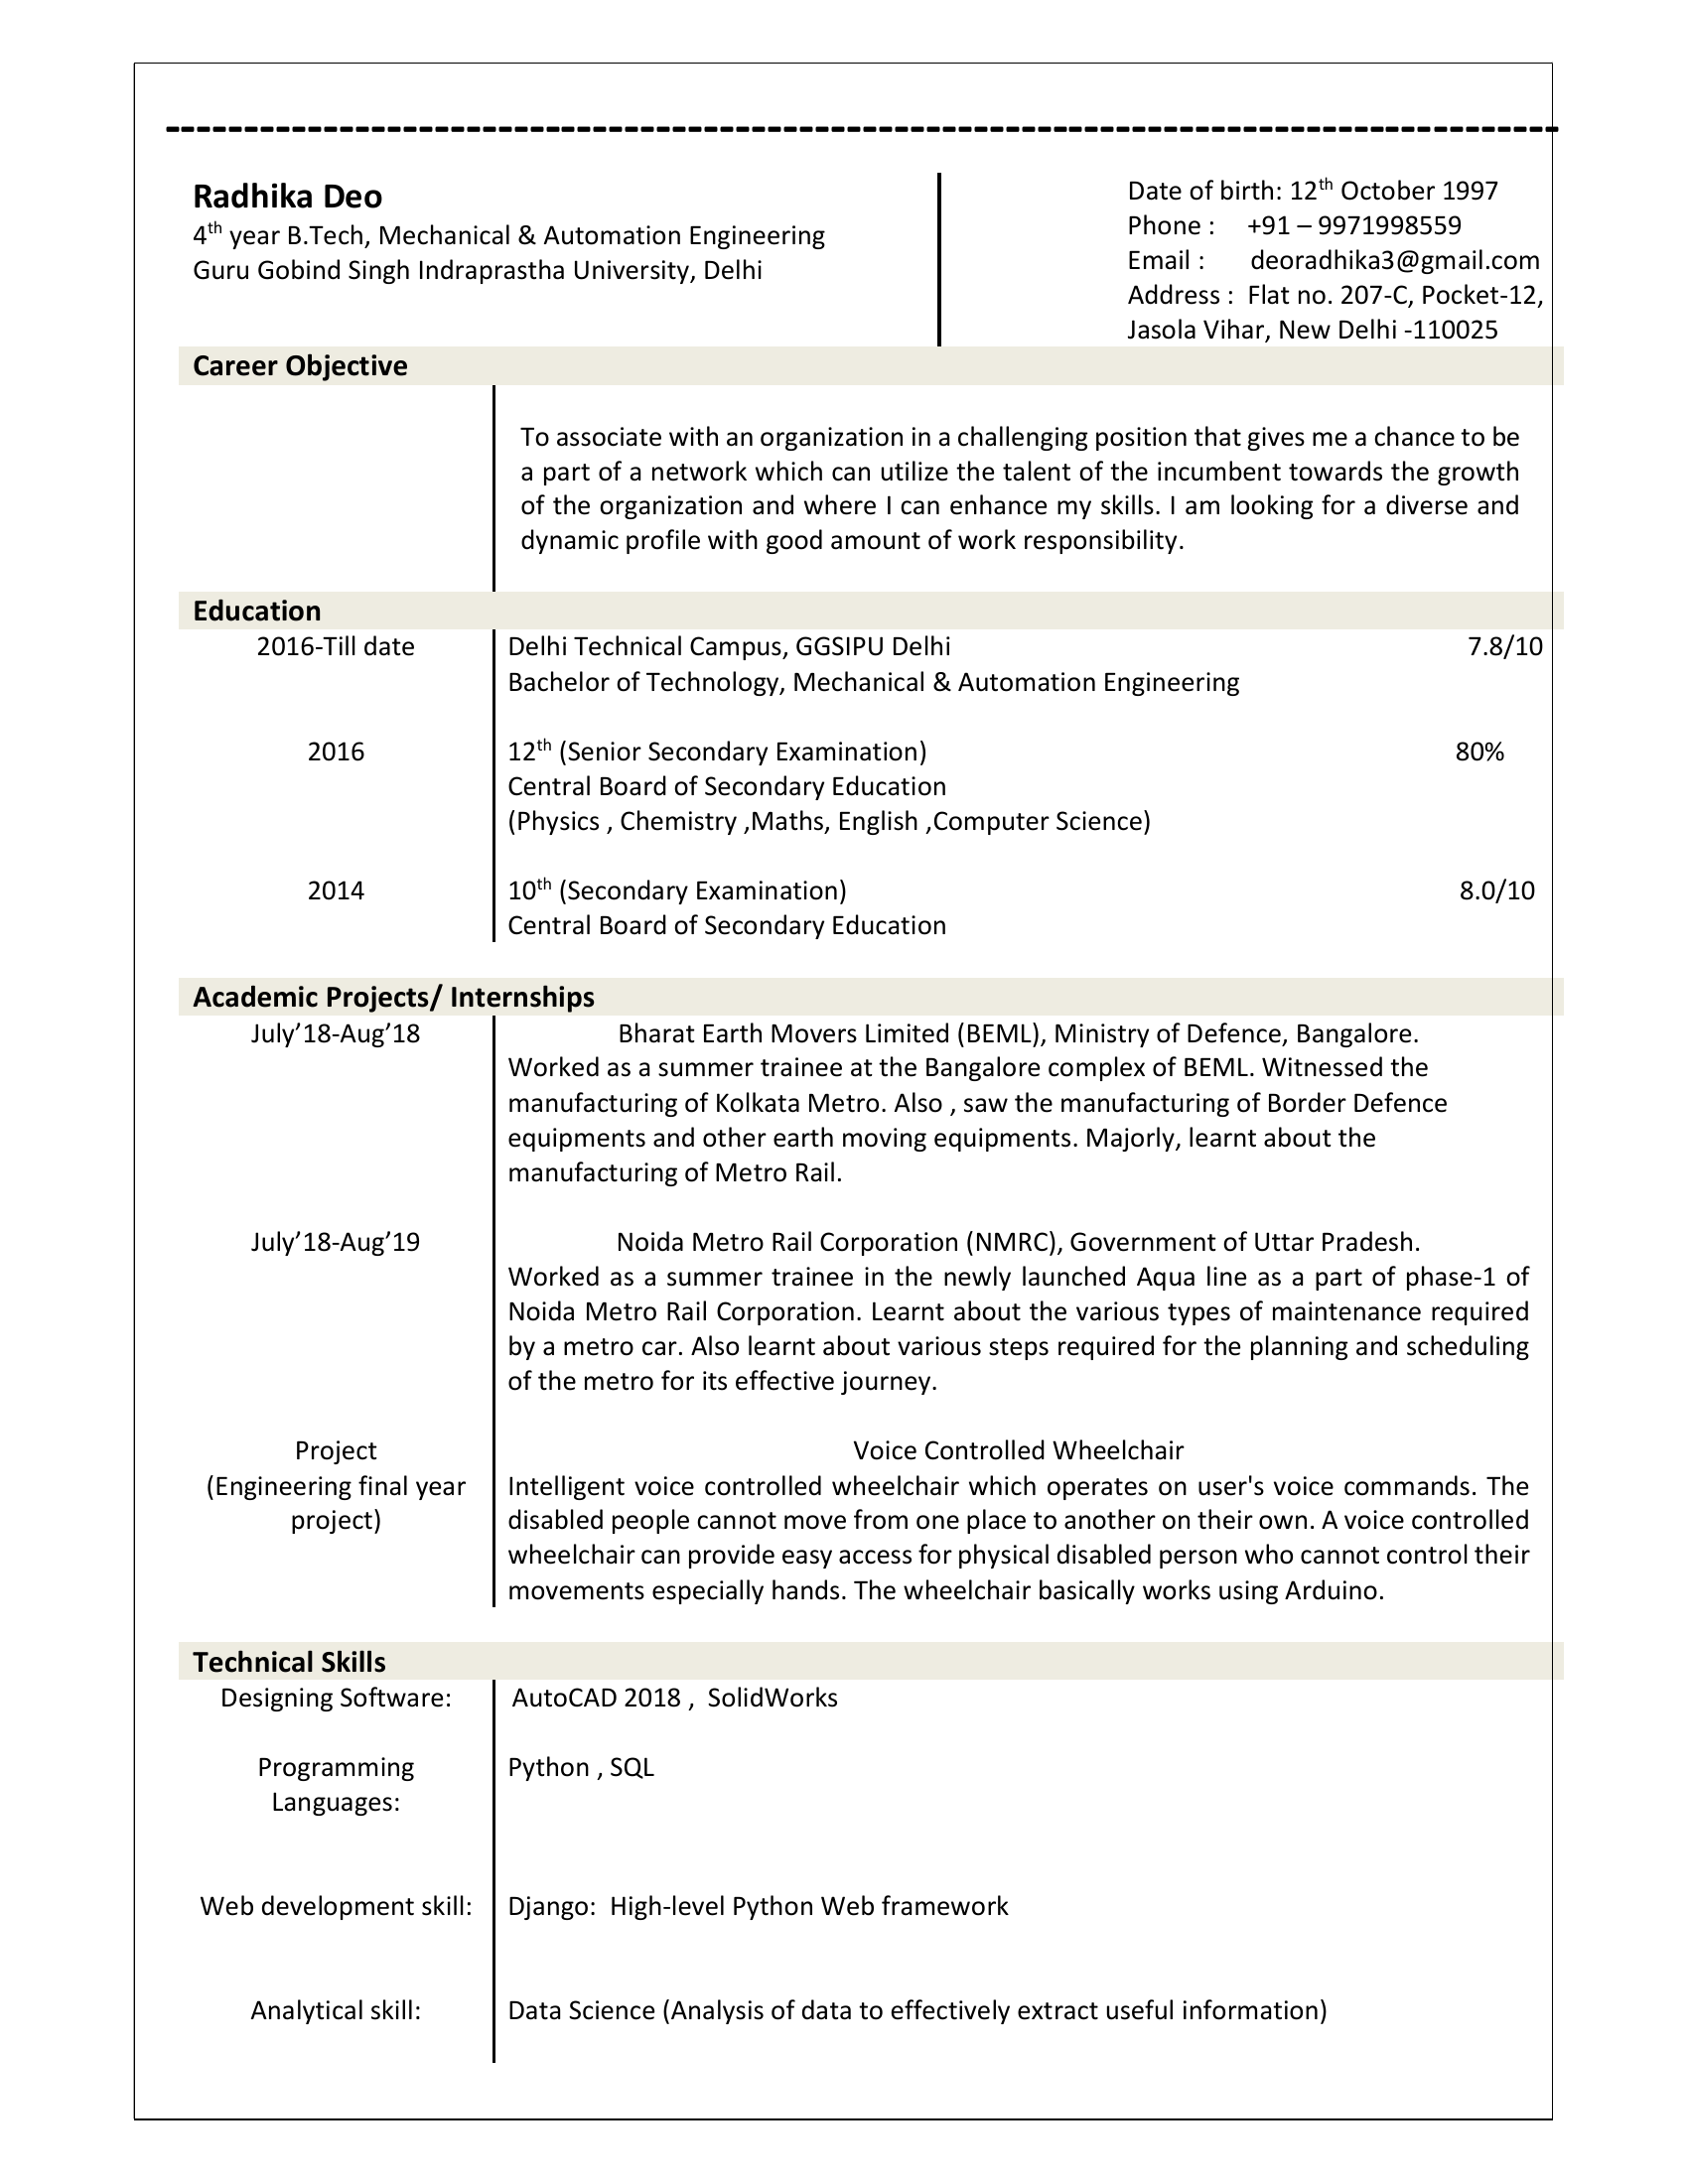 Radhika Deo
4th year B.Tech, Mechanical & Automation Engineering
Guru Gobind Singh Indraprastha University, Delhi
Date of birth: 12th October 1997
Phone : +91 – 9971998559
Email : deoradhika3@gmail.com
Address : Flat no. 207-C, Pocket-12,
Jasola Vihar, New Delhi -110025
Career Objective
To associate with an organization in a challenging position that gives me a chance to be
a part of a network which can utilize the talent of the incumbent towards the growth
of the organization and where I can enhance my skills. I am looking for a diverse and
dynamic profile with good amount of work responsibility.
Education
2016-Till date Delhi Technical Campus, GGSIPU Delhi 7.8/10
Bachelor of Technology, Mechanical & Automation Engineering
2016 12th (Senior Secondary Examination) 80%
Central Board of Secondary Education
(Physics , Chemistry ,Maths, English ,Computer Science)
2014 10th (Secondary Examination) 8.0/10
Central Board of Secondary Education
Academic Projects/ Internships
July’18-Aug’18 Bharat Earth Movers Limited (BEML), Ministry of Defence, Bangalore.
Worked as a summer trainee at the Bangalore complex of BEML. Witnessed the
manufacturing of Kolkata Metro. Also , saw the manufacturing of Border Defence
equipments and other earth moving equipments. Majorly, learnt about the
manufacturing of Metro Rail.
July’18-Aug’19 Noida Metro Rail Corporation (NMRC), Government of Uttar Pradesh.
Worked as a summer trainee in the newly launched Aqua line as a part of phase-1 of
Noida Metro Rail Corporation. Learnt about the various types of maintenance required
by a metro car. Also learnt about various steps required for the planning and scheduling
of the metro for its effective journey.
Project
(Engineering final year
project)
Voice Controlled Wheelchair
Intelligent voice controlled wheelchair which operates on user's voice commands. The
disabled people cannot move from one place to another on their own. A voice controlled
wheelchair can provide easy access for physical disabled person who cannot control their
movements especially hands. The wheelchair basically works using Arduino.
Technical Skills
Designing Software: AutoCAD 2018 , SolidWorks
Programming
Languages:
Python , SQL
Web development skill: Django: High-level Python Web framework
Analytical skill: Data Science (Analysis of data to effectively extract useful information)